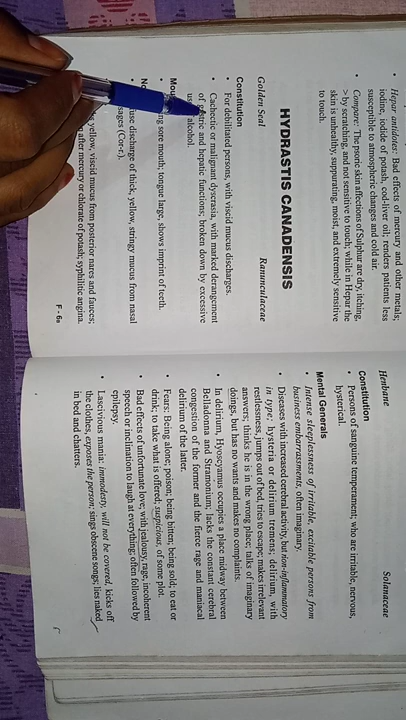 • Hepar antidotes: Bad effects of mercury and other metals;
iodine, iodide of potash, cod-liver oil; renders patients less
susceptible to atmospheric changes and cold air.
• Compare: The psoric skin affections of Sulphur are dry, itching,
> by scratching, and not sensitive to touch; while in Hepar the
skin is unhealthy, suppurating, moist, and extremely sensitive
to touch.
HYDRASTIS CANADENSIS
Golden Seal Ranunculaceae
Constitution
• For debilitated persons, with viscid mucus discharges.
• Cachectic or malignant dyscrasia, with marked derangement
of gastric and hepatic functions; broken down by excessive
alcohol.
Mou
sore mouth, tongue large, shows imprint of teeth.
No
use discharge of thick, yellow, stringy mucus from nasal
sages (Cor-r.).
yellow, viscid mucus from posterior nares and fauces;
after mercury or chlorate of potash; syphilitic angina.
F - 6B
Henbane Solanaceae
Constitution
• Persons of sanguine temperament; who are irritable, nervous,
hysterical.
Mental Generals
• Intense sleeplessness of irritable, excitable persons from
business embarrassments, often imaginary.
• Diseases with increased cerebral activity, but non-inflammatory
in type; hysteria or delirium tremens; delirium, with
restlessness, jumps out of bed, tries to escape; makes irrelevant
answers; thinks he is in the wrong place; talks of imaginary
doings, but has no wants and makes no complaints.
• In delirium, Hyoscyamus occupies a place midway between
Belladonna and Stramonium; lacks the constant cerebral
congestion of the former and the fierce rage and maniacal
delirium of the latter.
• Fears: Being alone; poison; being bitten; being sold; to eat or
drink; to take what is offered; suspicious, of some plot.
• Bad effects of unfortunate love; with jealousy, rage, incoherent
speech or inclination to laugh at everything; often followed by
epilepsy.
• Lascivious mania: immodesty, will not be covered, kicks off
the clothes, exposes the person; sings obscene songs; lies naked
in bed and chatters.